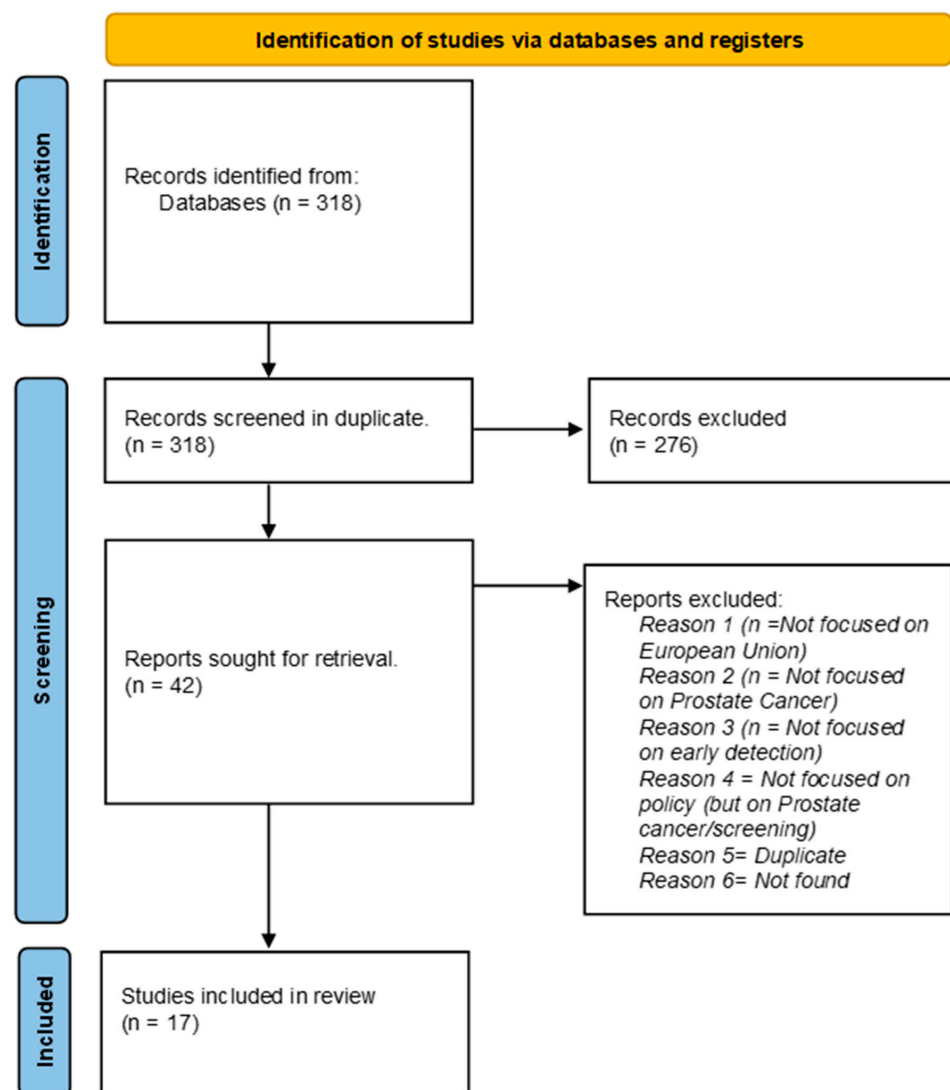 Identification of studies via databases and registers
Identification
Records identified from:
Databases (n = 318)
Screening
Records screened in duplicate.
(n = 318)
Records excluded
(n = 276)
Reports sought for retrieval.
(n = 42)
Reports excluded:
Reason 1 (n =Not focused on
European Union)
Reason 2 (n = Not focused
on Prostate Cancer)
Reason 3 (n = Not focused
on early detection)
Reason 4 = Not focused on
policy (but on Prostate
cancer/screening)
Reason 5= Duplicate
Reason 6= Not found
Included
Studies included in review
(n = 17)